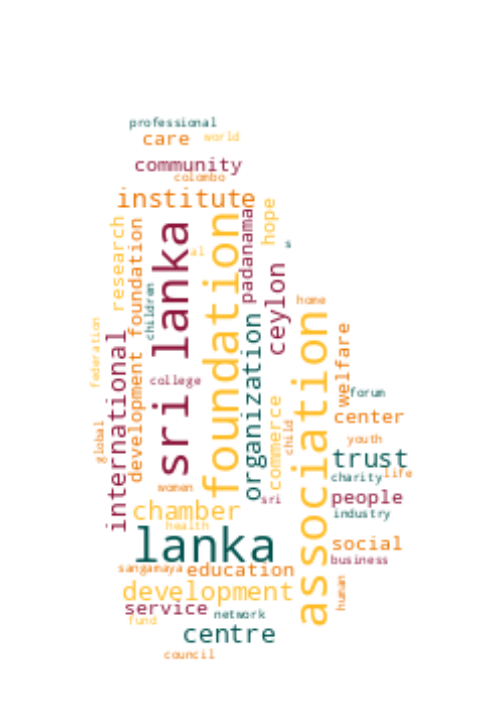 professional
care
world
community
colombo
institute
research
development foundation
children
sri lanka
al
foundation
padanama
hope
s
ceylon
home
federation
international
college
organization
commerce
child
association
welfare
forum
center
youth
trust
charity
life
people
industry
global
women
sri
chamber
health
lanka
social
business
sangamaya
education
development
human
service
fund
network
centre
council